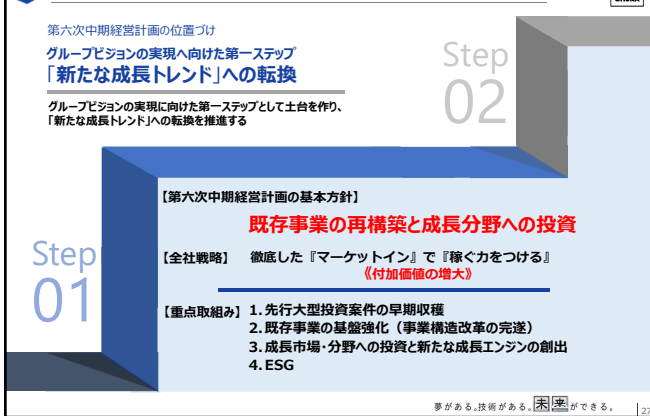 第六次中期経営計画の位置づけ
グループビジョンの実現へ向けた第一ステップ
「新たな成長トレンド」への転換
グループビジョンの実現に向けた第一ステップとして土台を作り、
「新たな成長トレンド」への転換を推進する
Step
02
【第六次中期経営計画の基本方針】
既存事業の再構築と成長分野への投資
Step
01
【全社戦略】 徹底した『マーケットイン』で『稼ぐ力をつける』
《付加価値の増大》
【重点取組み】1.先行大型投資案件の早期収穫
2.既存事業の基盤強化（事業構造改革の完遂）
3.成長市場・分野への投資と新たな成長エンジンの創出
4.ESG
夢がある。技術がある。未来ができる。
27